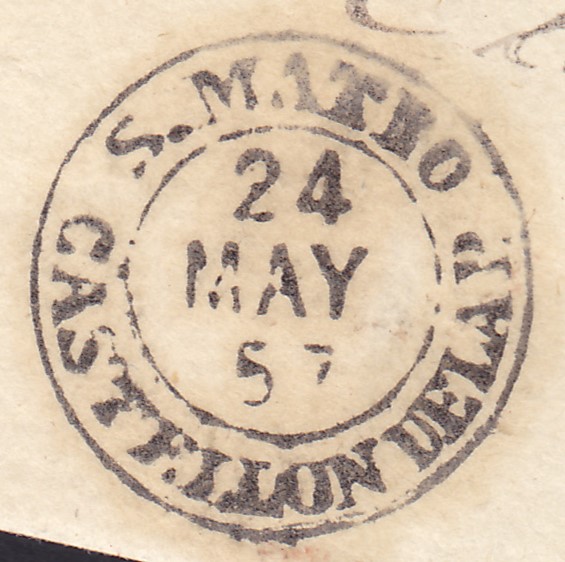 S. MATEO
24
MAY
57
CASTELLON DE LA P.